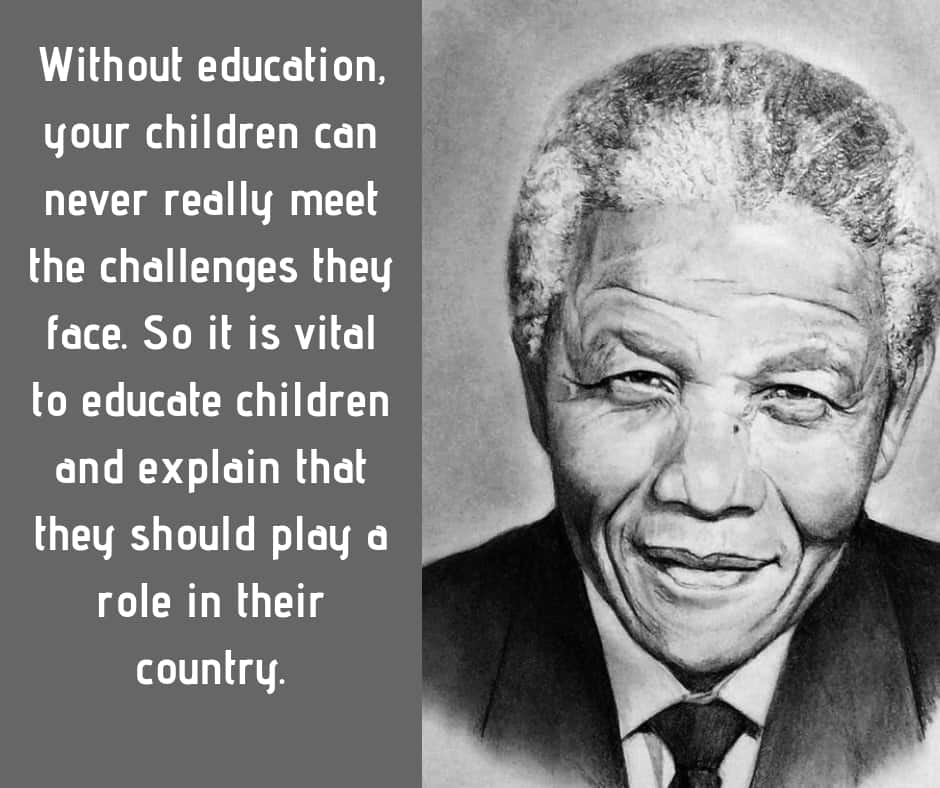 Without education,
your children can
never really meet
the challenges they
face. So it is vital
to educate children
and explain that
they should play a
role in their
country.